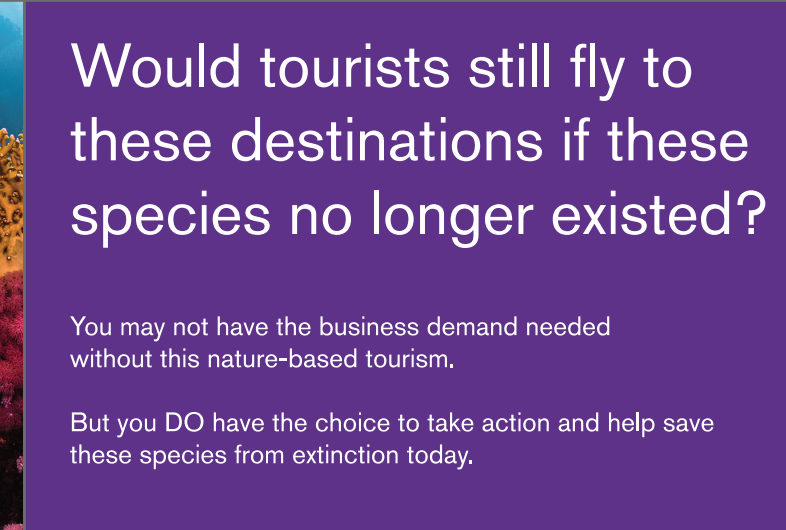 Would tourists still fly to
these destinations if these
species no longer existed?
You may not have the business demand needed
without this nature-based tourism.
But you DO have the choice to take action and help save
these species from extinction today.